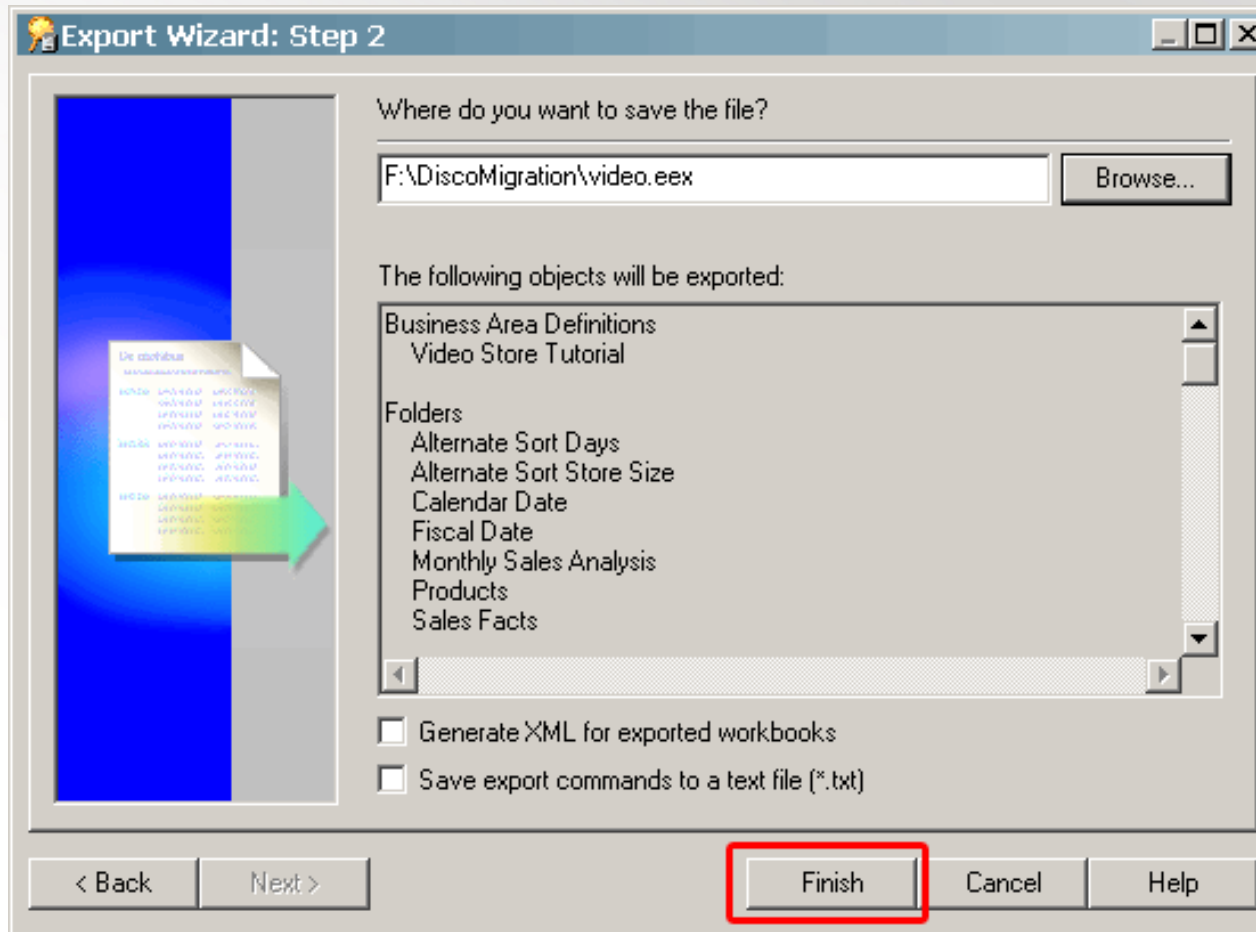 Export Wizard: Step 2
Where do you want to save the file?
F:\DiscoMigration\video.eex
Browse...
The following objects will be exported:
Business Area Definitions
Video Store Tutorial
Folders
Alternate Sort Days
Alternate Sort Store Size
Calendar Date
Fiscal Date
Monthly Sales Analysis
Products
Sales Facts
Generate XML for exported workbooks
Save export commands to a text file (*.txt)
< Back
Next >
Finish
Cancel
Help